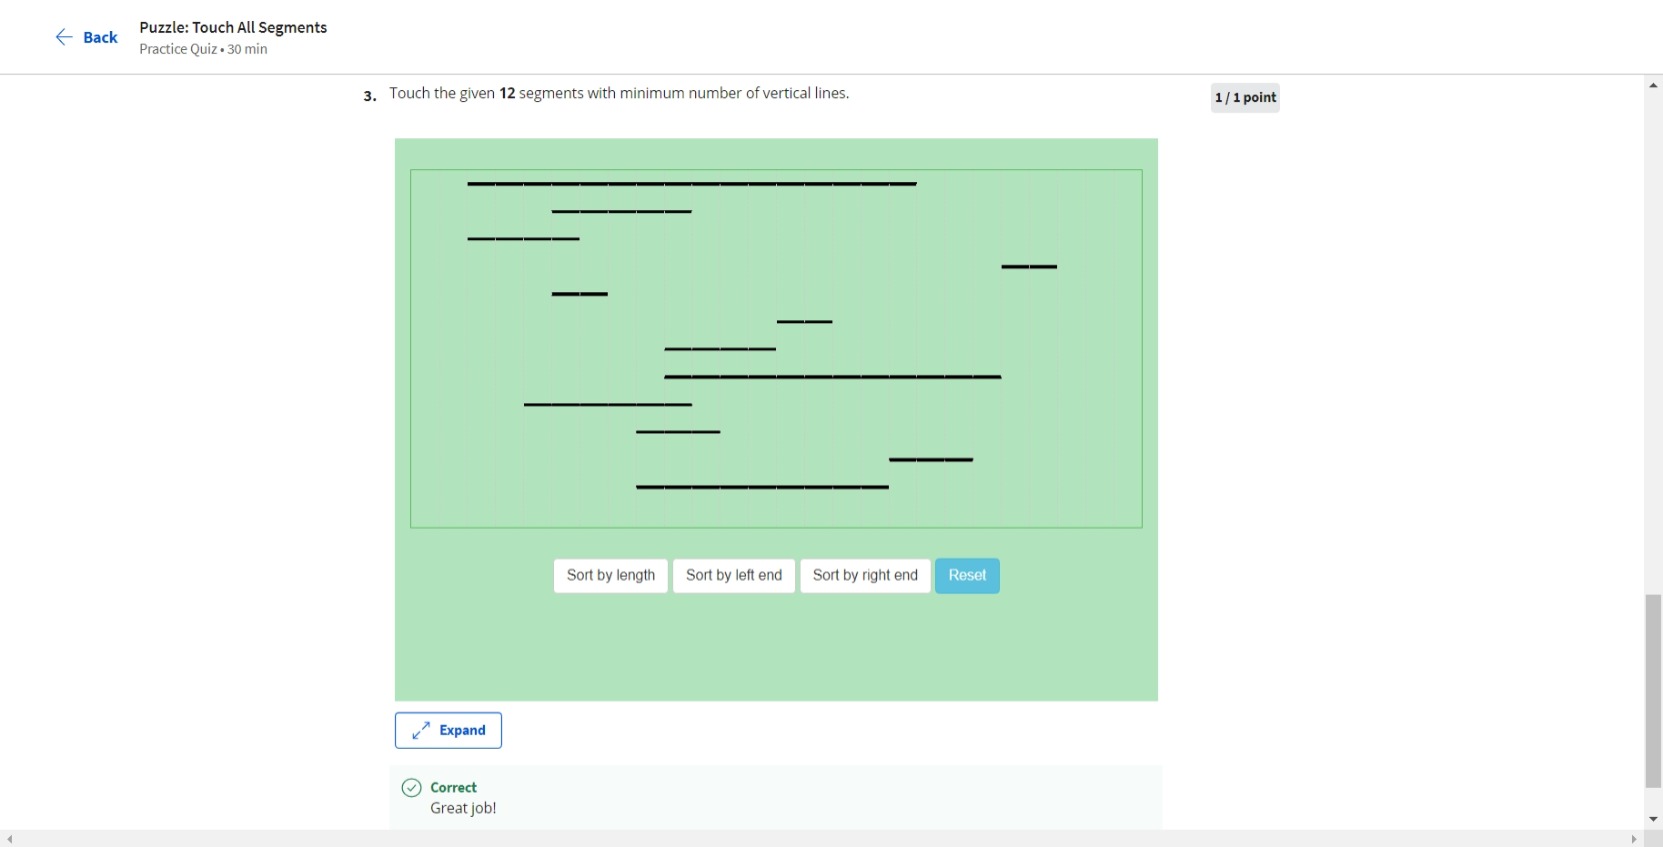 Back
Puzzle: Touch All Segments
Practice Quiz • 30 min
3. Touch the given 12 segments with minimum number of vertical lines.
1 / 1 point
Sort by length
Sort by left end
Sort by right end
Reset
Expand
Correct
Great job!